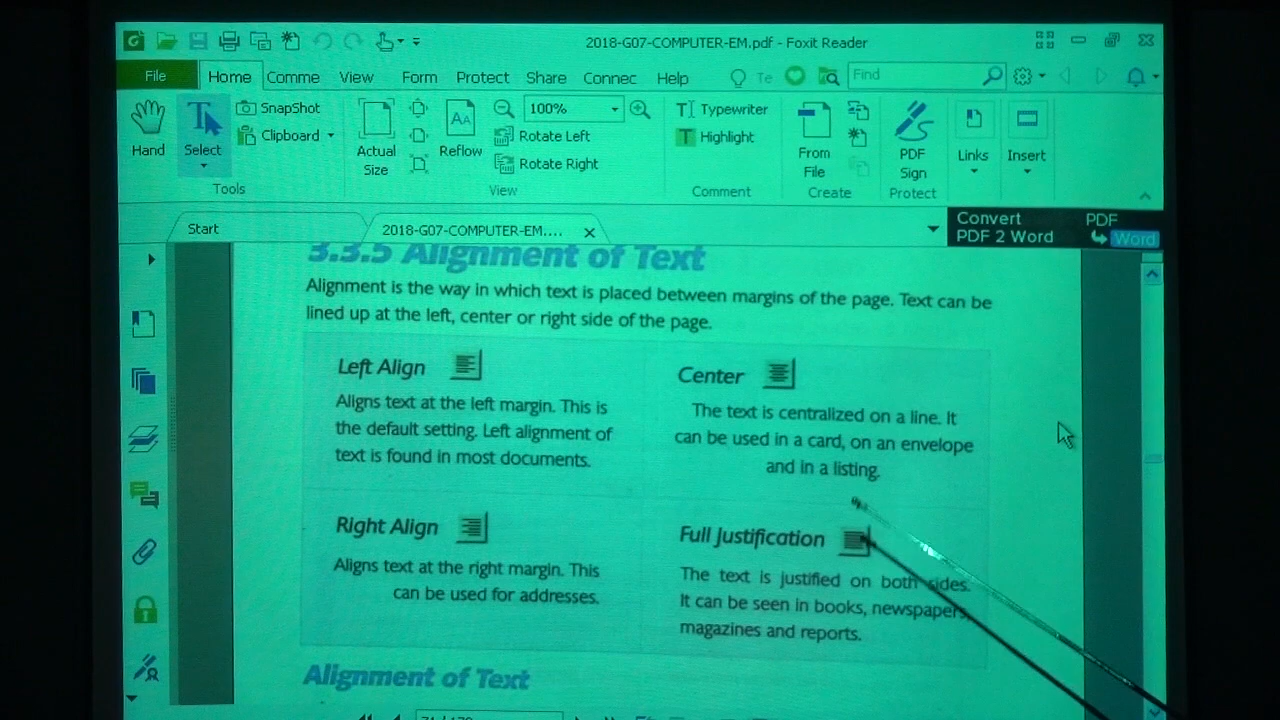 2018-G07-COMPUTER-EM.pdf - Foxit Reader
File Home Comme View Form Protect Share Connec Help Te Find
Hand
Select
SnapShot
Clipboard
Tools
Actual
Size
Reflow
100%
Rotate Left
Rotate Right
View
Typewriter
Highlight
Comment
From
File
Create
PDF
Sign
Protect
Links
Insert
Start
2018-G07-COMPUTER-EM....
Convert PDF
PDF 2 Word Word
3.3.5 Alignment of Text
Alignment is the way in which text is placed between margins of the page. Text can be
lined up at the left, center or right side of the page.
Left Align
Aligns text at the left margin. This is
the default setting. Left alignment of
text is found in most documents.
Center
The text is centralized on a line. It
can be used in a card, on an envelope
and in a listing.
Right Align
Aligns text at the right margin. This
can be used for addresses.
Full Justification
The text is justified on both sides.
It can be seen in books, newspapers,
magazines and reports.
Alignment of Text